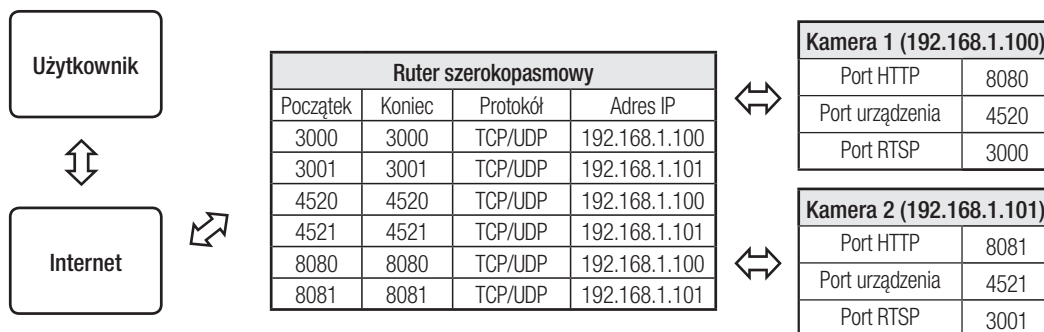 Użytkownik
Internet
Ruter szerokopasmowy
Początek Koniec Protokół Adres IP
3000 3000 TCP/UDP 192.168.1.100
3001 3001 TCP/UDP 192.168.1.101
4520 4520 TCP/UDP 192.168.1.100
4521 4521 TCP/UDP 192.168.1.101
8080 8080 TCP/UDP 192.168.1.100
8081 8081 TCP/UDP 192.168.1.101
Kamera 1 (192.168.1.100)
Port HTTP 8080
Port urządzenia 4520
Port RTSP 3000
Kamera 2 (192.168.1.101)
Port HTTP 8081
Port urządzenia 4521
Port RTSP 3001